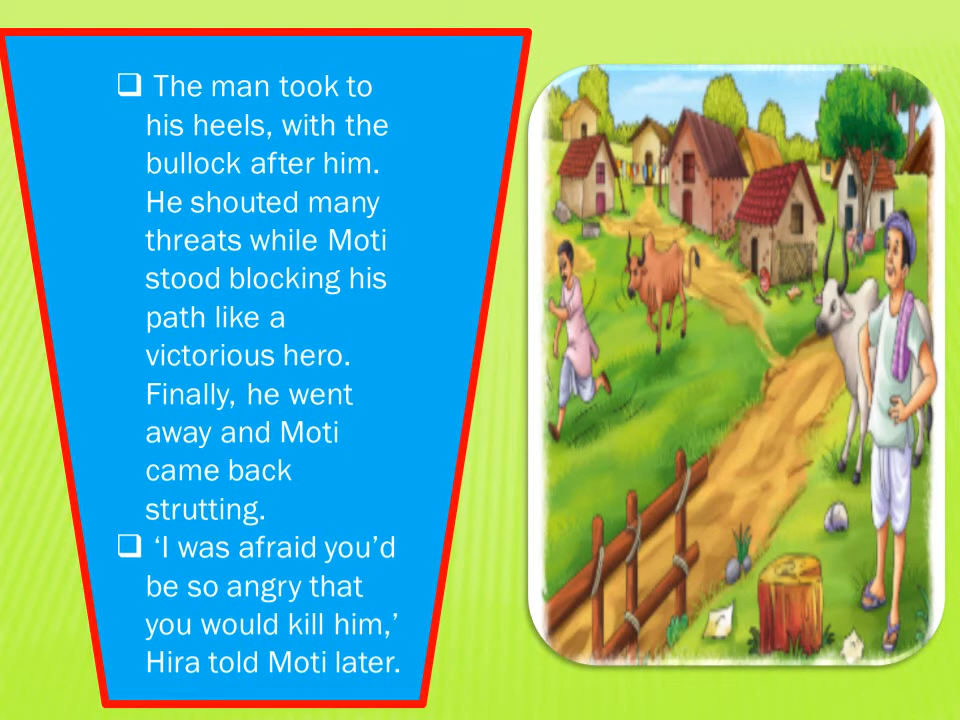 ❑ The man took to
his heels, with the
bullock after him.
He shouted many
threats while Moti
stood blocking his
path like a
victorious hero.
Finally, he went
away and Moti
came back
strutting.
❑ ‘I was afraid you’d
be so angry that
you would kill him,’
Hira told Moti later.